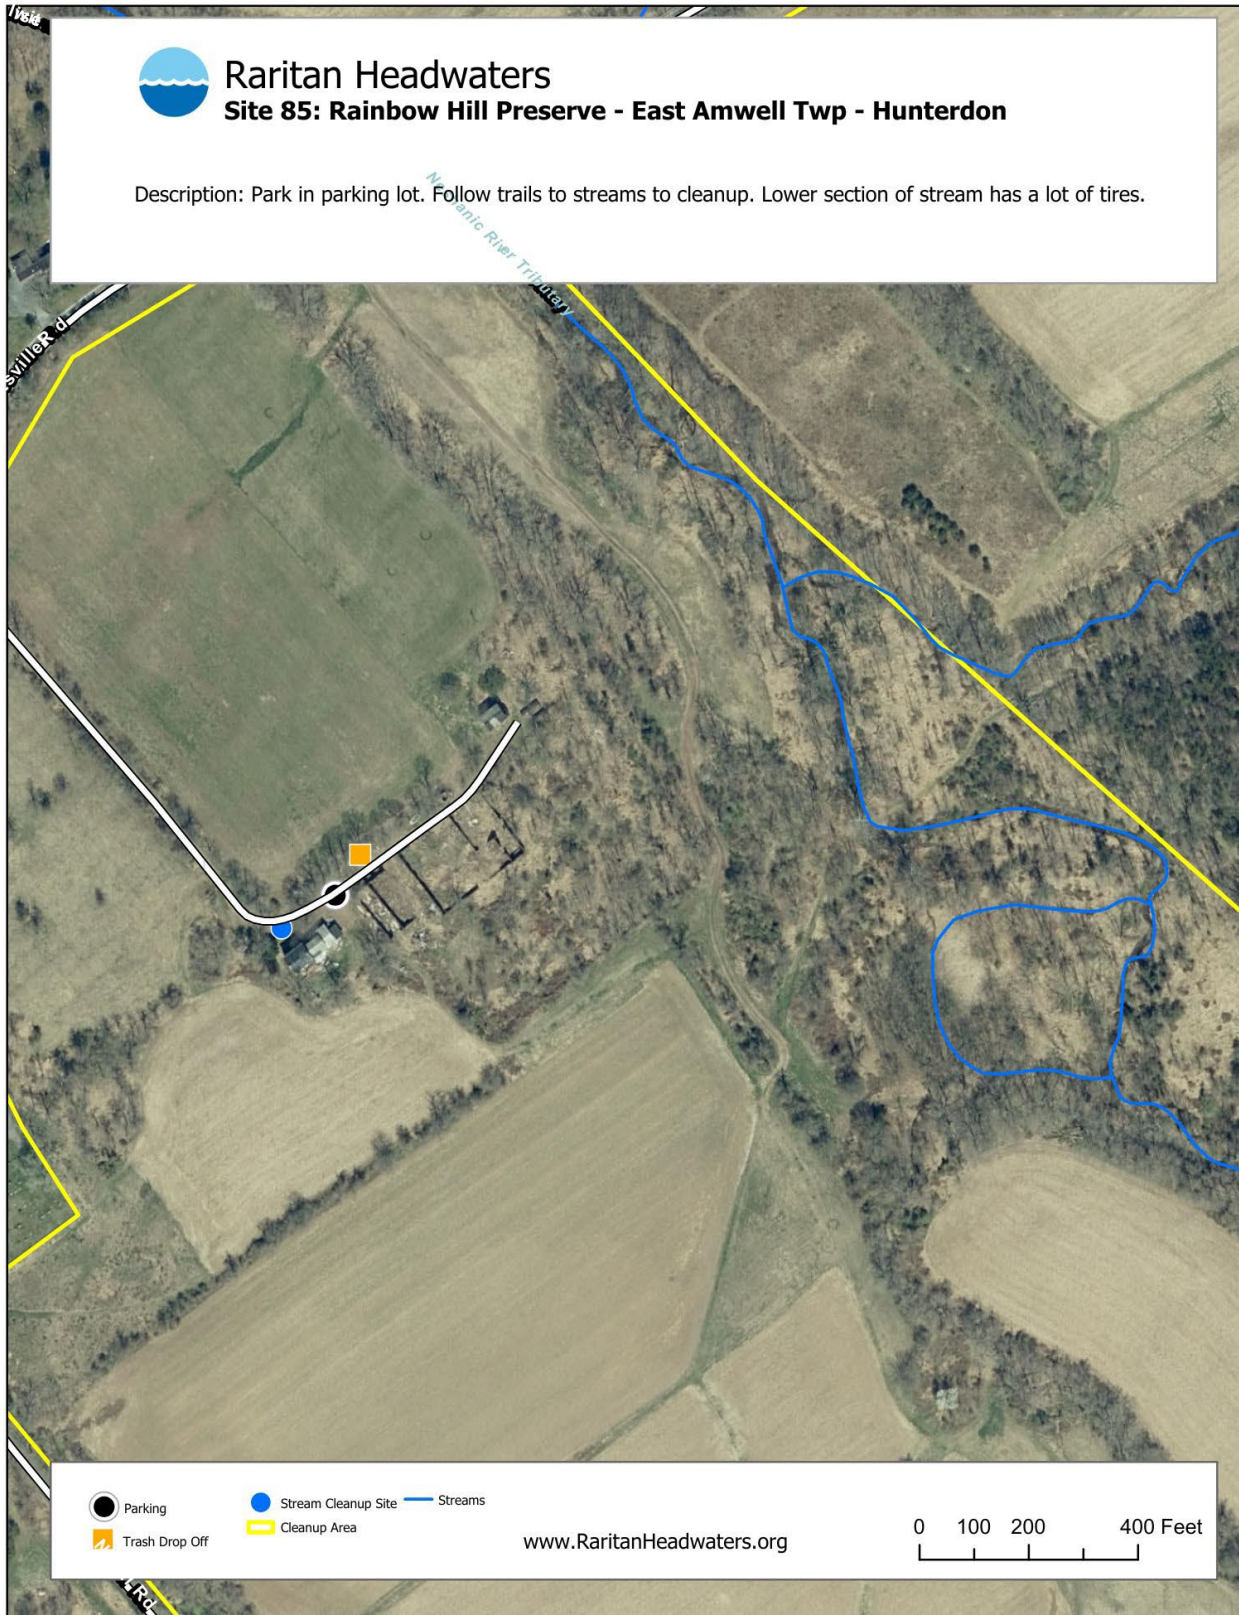 Raritan Headwaters
Site 85: Rainbow Hill Preserve - East Amwell Twp - Hunterdon
Description: Park in parking lot. Follow trails to streams to cleanup. Lower section of stream has a lot of tires.
River Tributary
Rd
Parking
Trash Drop Off
Stream Cleanup Site
Cleanup Area
Streams
www.RaritanHeadwaters.org
0 100 200 400 Feet
Rd